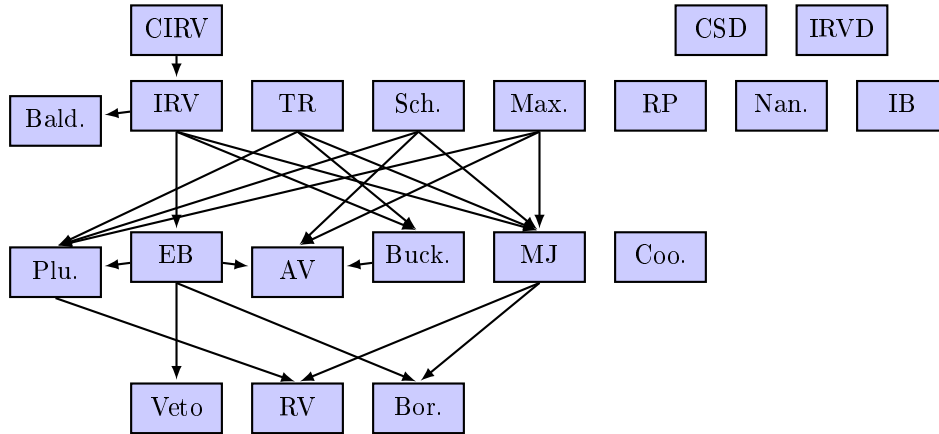 CIRV
CSD
IRVD
Bald.
IRV
TR
Sch.
Max.
RP
Nan.
IB
Plu.
EB
AV
Buck.
MJ
Coo.
Veto
RV
Bor.